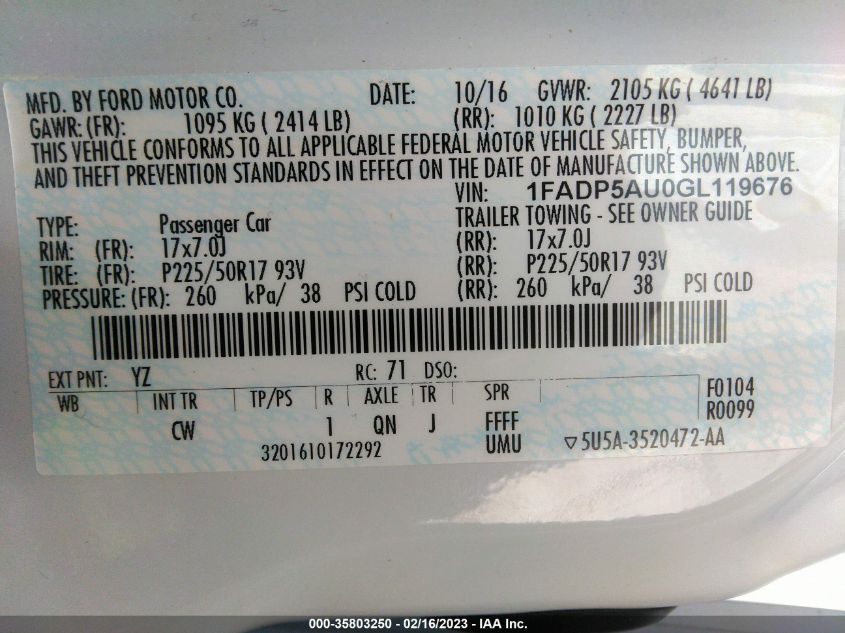 MFD. BY FORD MOTOR CO. DATE: 10/16 GVWR: 2105 KG ( 4641 LB)
GAWR: (FR): 1095 KG ( 2414 LB) (RR): 1010 KG ( 2227 LB)
THIS VEHICLE CONFORMS TO ALL APPLICABLE FEDERAL MOTOR VEHICLE SAFETY, BUMPER,
AND THEFT PREVENTION STANDARDS IN EFFECT ON THE DATE OF MANUFACTURE SHOWN ABOVE.
VIN: 1FADP5AU0GL119676
TYPE: Passenger Car TRAILER TOWING - SEE OWNER GUIDE
RIM: (FR): 17x7.0J (RR): 17x7.0J
TIRE: (FR): P225/50R17 93V (RR): P225/50R17 93V
PRESSURE: (FR): 260 kPa/ 38 PSI COLD (RR): 260 kPa/ 38 PSI COLD
EXT PNT: YZ RC: 71 DSO:
WB INT TR TP/PS R AXLE TR SPR F0104
R0099
CW 1 QN J FFFF
3201610172292 UMU ▽5U5A-3520472-AA
000-35803250 - 02/16/2023 - IAA Inc.